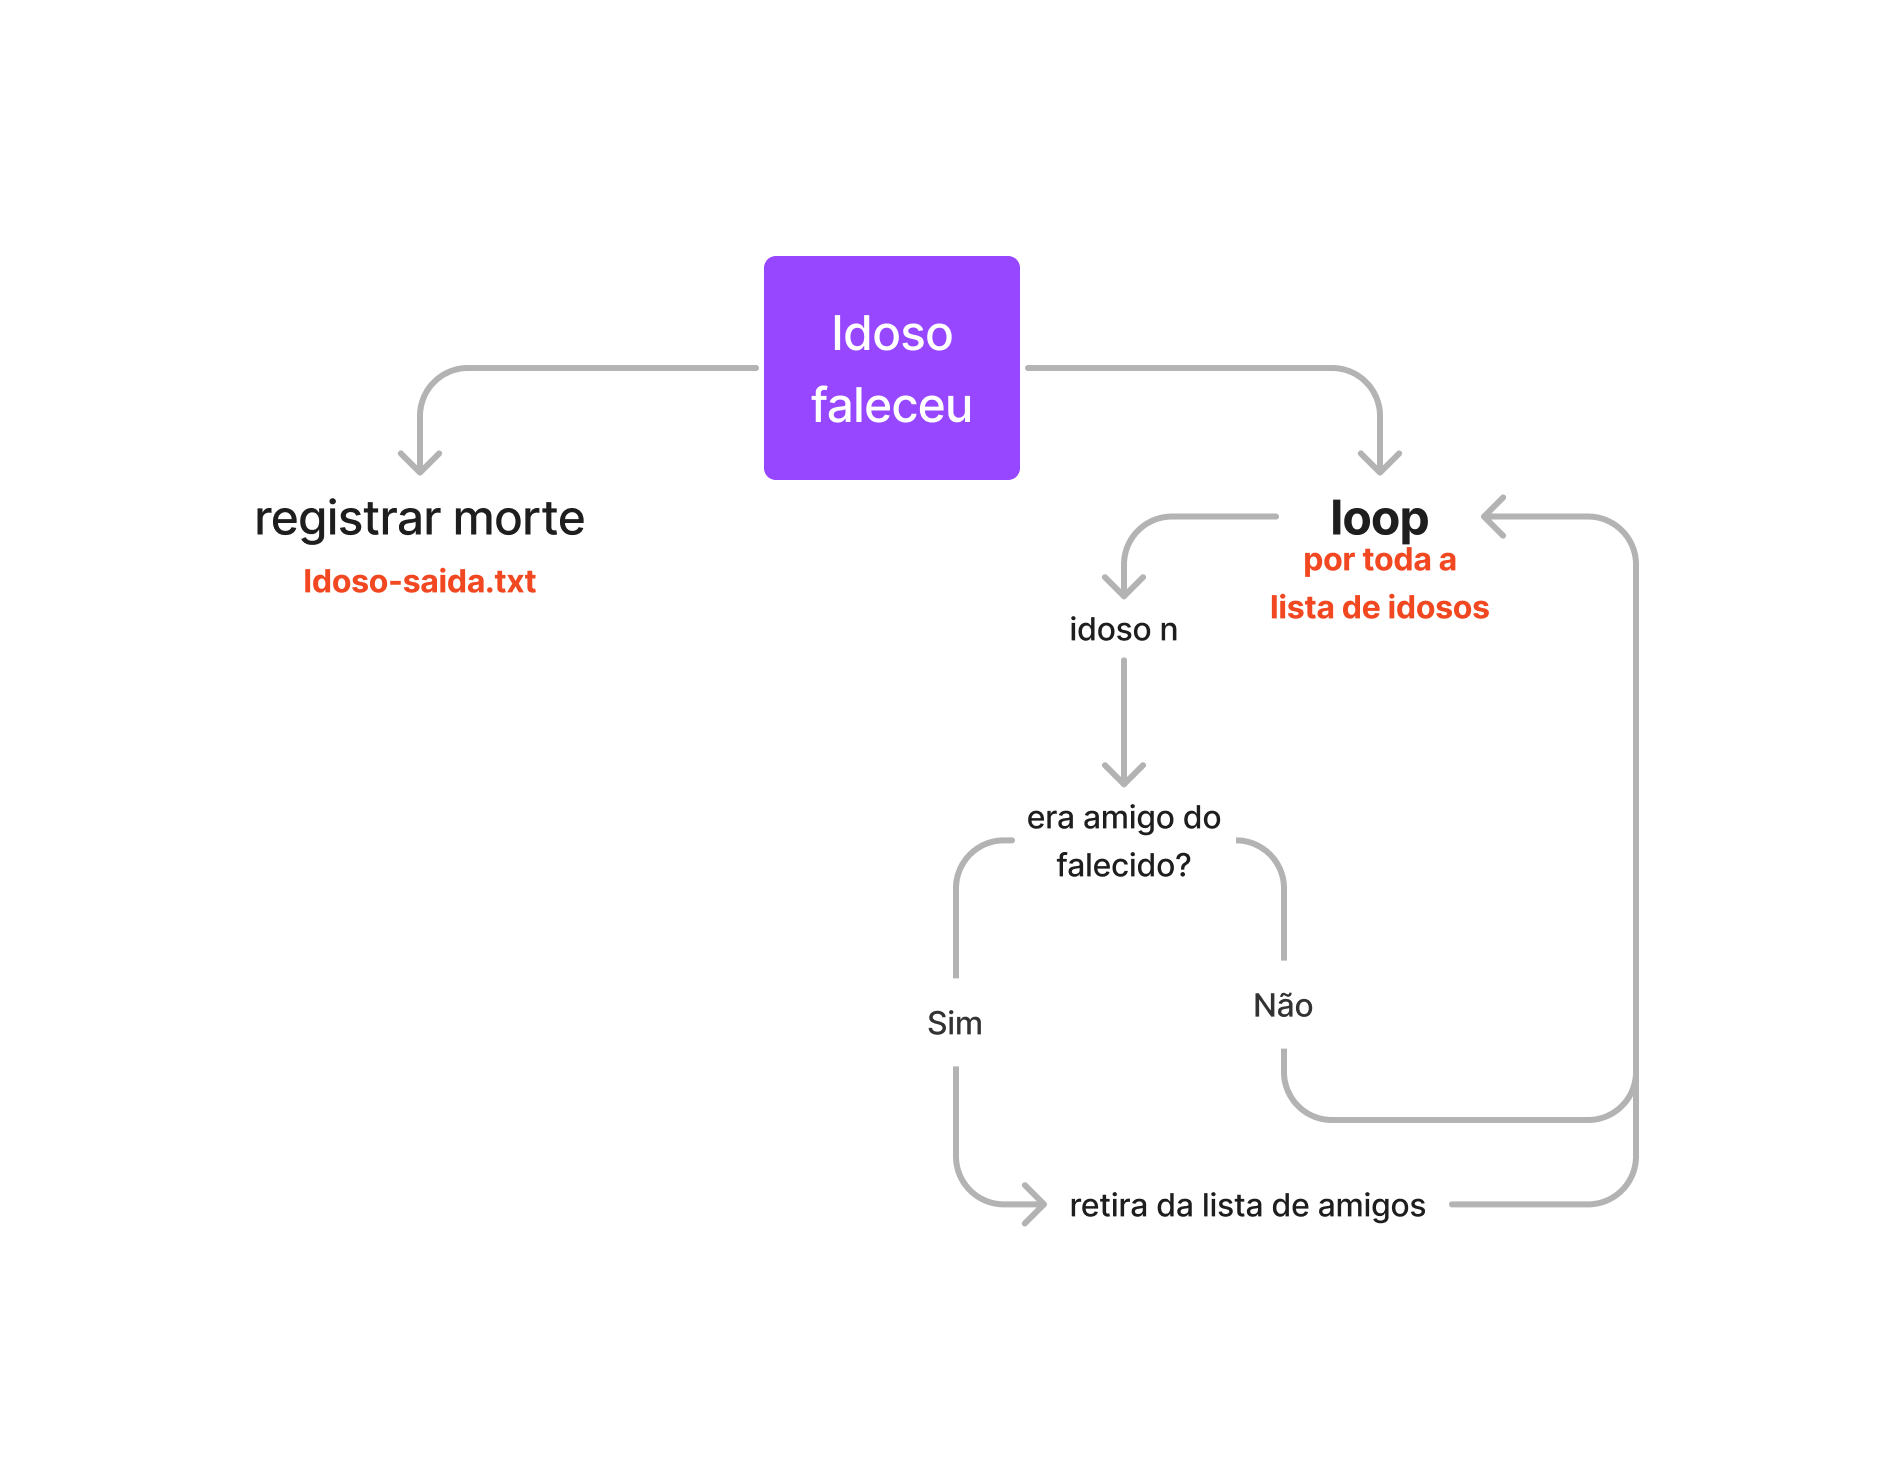 Idoso
faleceu
registrar morte
Idoso-saida.txt
loop
por toda a
lista de idosos
idoso n
era amigo do
falecido?
Sim
Não
retira da lista de amigos